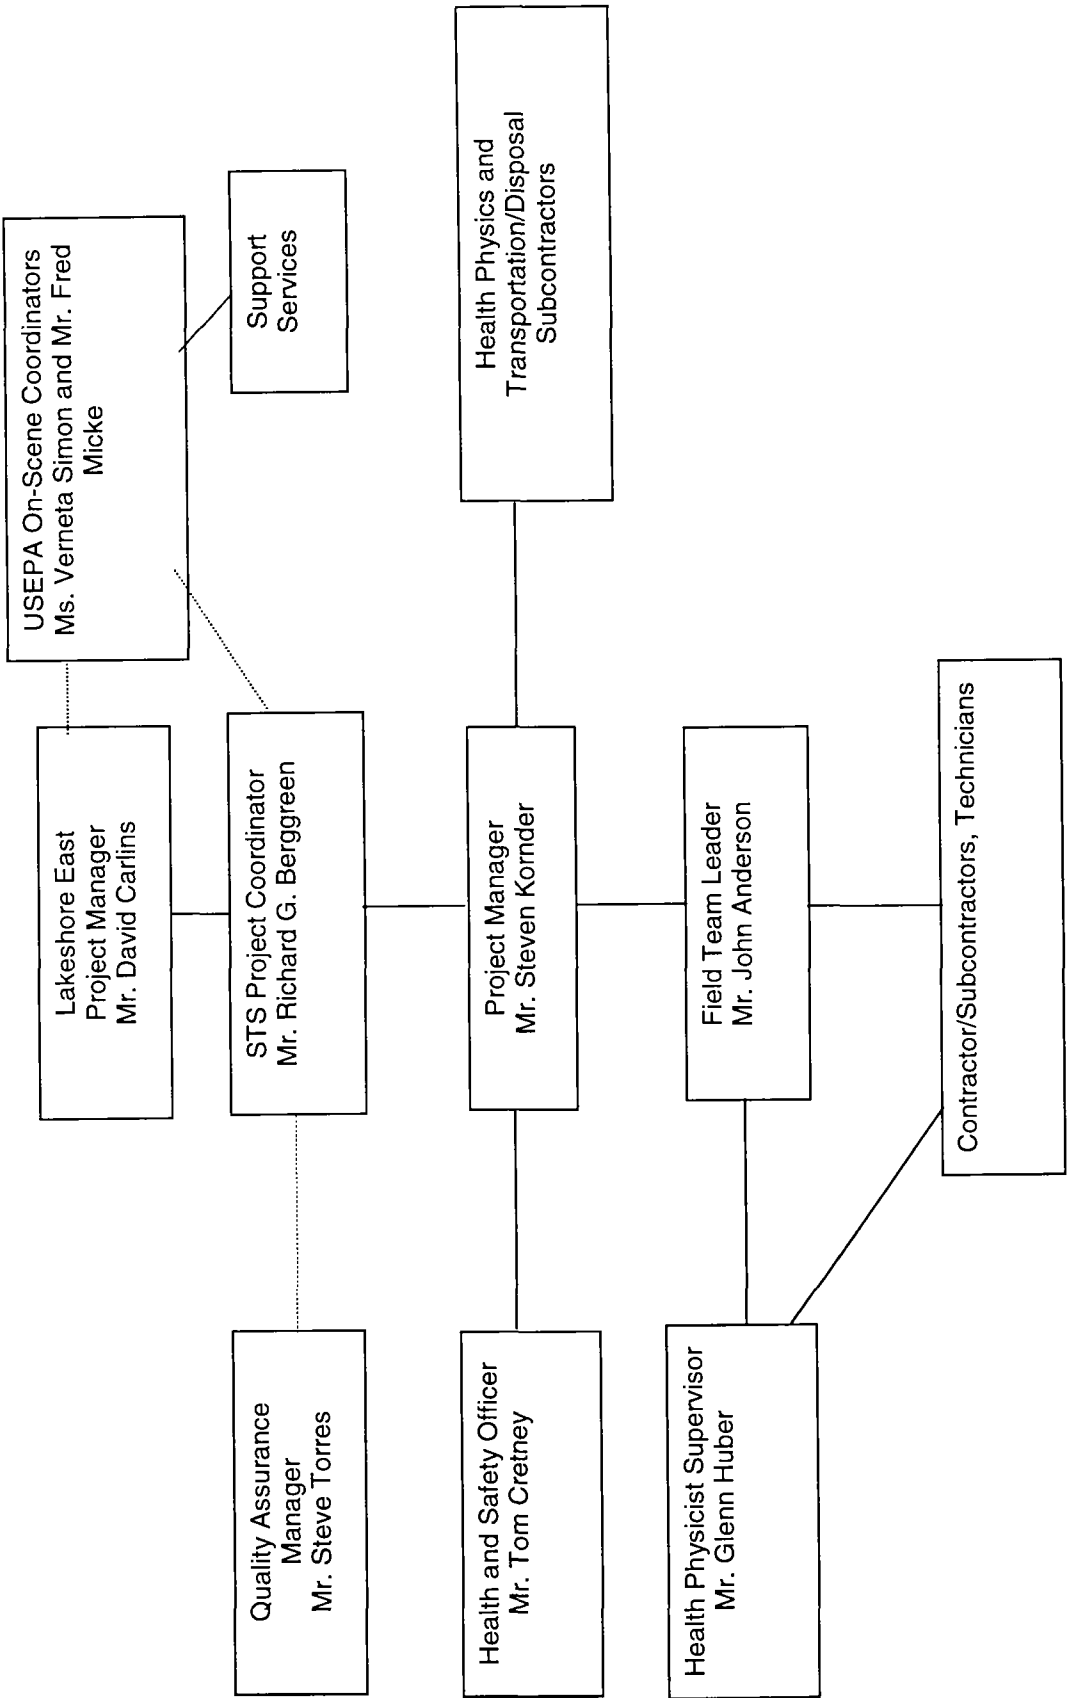 Lakeshore East
Project Manager
Mr. David Carlins
USEPA On-Scene Coordinators
Ms. Verneta Simon and Mr. Fred
Micke
Quality Assurance
Manager
Mr. Steve Torres
STS Project Coordinator
Mr. Richard G. Berggreen
Support
Services
Health and Safety Officer
Mr. Tom Cretney
Project Manager
Mr. Steven Kornder
Health Physics and
Transportation/Disposal
Subcontractors
Health Physicist Supervisor
Mr. Glenn Huber
Field Team Leader
Mr. John Anderson
Contractor/Subcontractors, Technicians